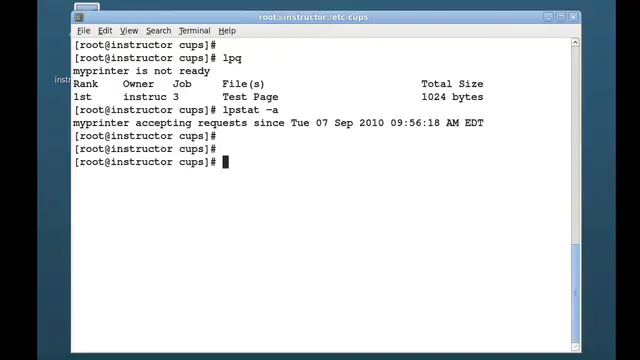 root@instructor:/etc/cups
File Edit View Search Terminal Help
[root@instructor cups]#
[root@instructor cups]# lpq
myprinter is not ready
Rank Owner Job File(s) Total Size
1st instruc 3 Test Page 1024 bytes
[root@instructor cups]# lpstat -a
myprinter accepting requests since Tue 07 Sep 2010 09:56:18 AM EDT
[root@instructor cups]#
[root@instructor cups]#
[root@instructor cups]#